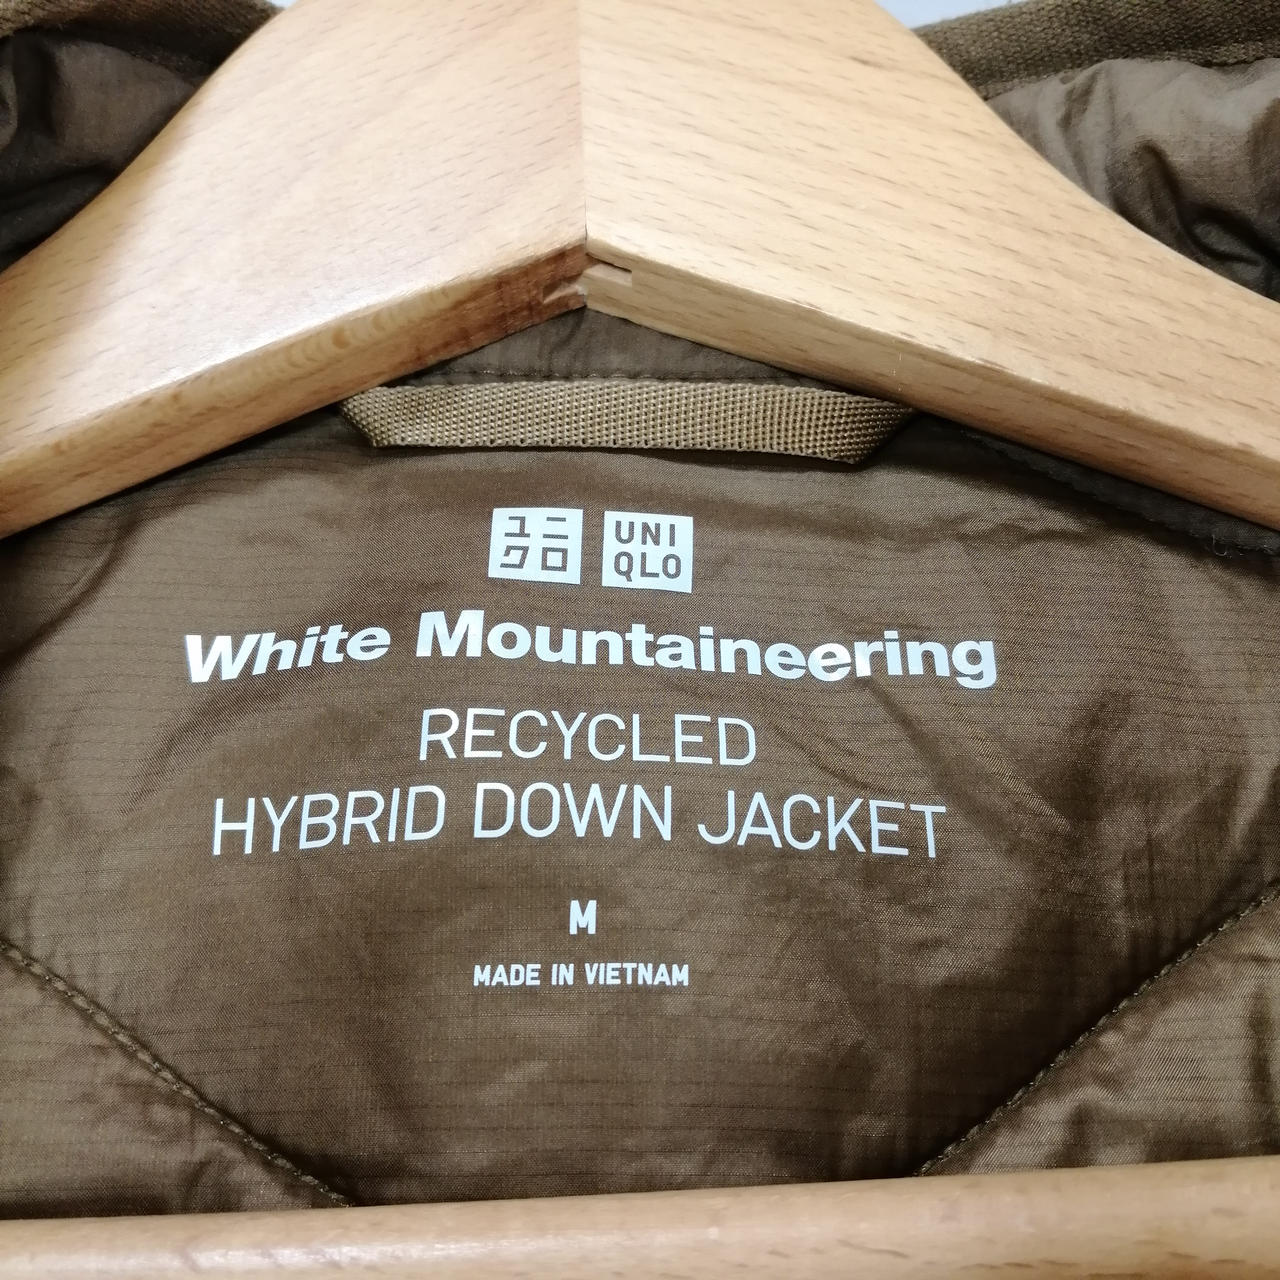 ユニ
クロ
UNI
QLO
White Mountaineering
RECYCLED
HYBRID DOWN JACKET
M
MADE IN VIETNAM